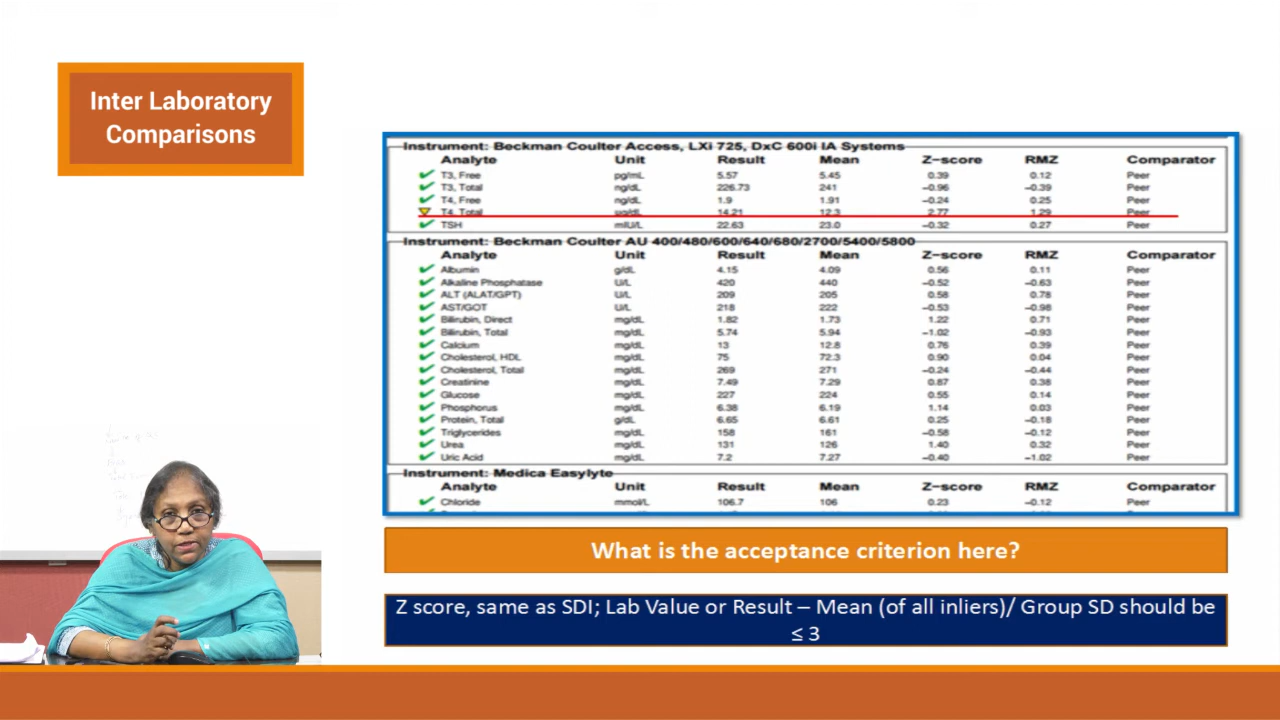 Inter Laboratory
Comparisons
Instrument: Beckman Coulter Access, LXi 725, DxC 600i IA Systems
Analyte Unit Result Mean Z-score RMZ Comparator
T3, Free pg/mL 5.57 5.45 0.39 0.12 Peer
T3, Total ng/dL 226.73 241 -0.96 -0.39 Peer
T4, Free ng/dL 1.9 1.91 -0.24 0.25 Peer
T4, Total µg/dL 14.21 12.3 2.77 1.29 Peer
TSH mIU/L 22.63 23.0 -0.32 0.27 Peer
Instrument: Beckman Coulter AU 400/480/600/640/680/2700/5400/5800
Analyte Unit Result Mean Z-score RMZ Comparator
Albumin g/dL 4.15 4.09 0.56 0.11 Peer
Alkaline Phosphatase U/L 420 440 -0.52 -0.63 Peer
ALT (ALAT/GPT) U/L 209 205 0.58 0.78 Peer
AST/GOT U/L 218 222 -0.53 -0.98 Peer
Bilirubin, Direct mg/dL 1.82 1.73 1.22 0.71 Peer
Bilirubin, Total mg/dL 5.74 5.94 -1.02 -0.93 Peer
Calcium mg/dL 13 12.8 0.76 0.39 Peer
Cholesterol, HDL mg/dL 75 72.3 0.90 0.04 Peer
Cholesterol, Total mg/dL 269 271 -0.24 -0.44 Peer
Creatinine mg/dL 7.49 7.29 0.87 0.38 Peer
Glucose mg/dL 227 224 0.55 0.14 Peer
Phosphorus mg/dL 6.38 6.19 1.14 0.03 Peer
Protein, Total g/dL 6.65 6.61 0.25 -0.18 Peer
Triglycerides mg/dL 158 161 -0.58 -0.12 Peer
Urea mg/dL 131 126 1.40 0.32 Peer
Uric Acid mg/dL 7.2 7.27 -0.40 -1.02 Peer
Instrument: Medica Easylyte
Analyte Unit Result Mean Z-score RMZ Comparator
Chloride mmol/L 106.7 106 0.23 -0.12 Peer
What is the acceptance criterion here?
Z score, same as SDI; Lab Value or Result – Mean (of all inliers)/ Group SD should be
≤ 3